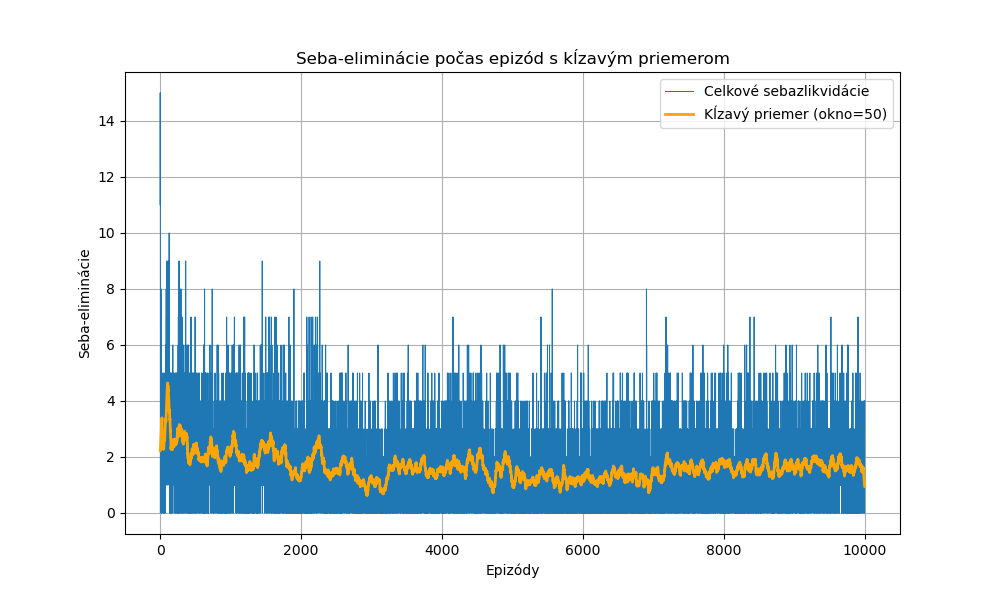 Seba-eliminácie počas epizód s kĺzavým priemerom
Celkové sebazlikvidácie
Kĺzavý priemer (okno=50)
Seba-eliminácie
14
12
10
8
6
4
2
0
0 2000 4000 6000 8000 10000
Epizódy